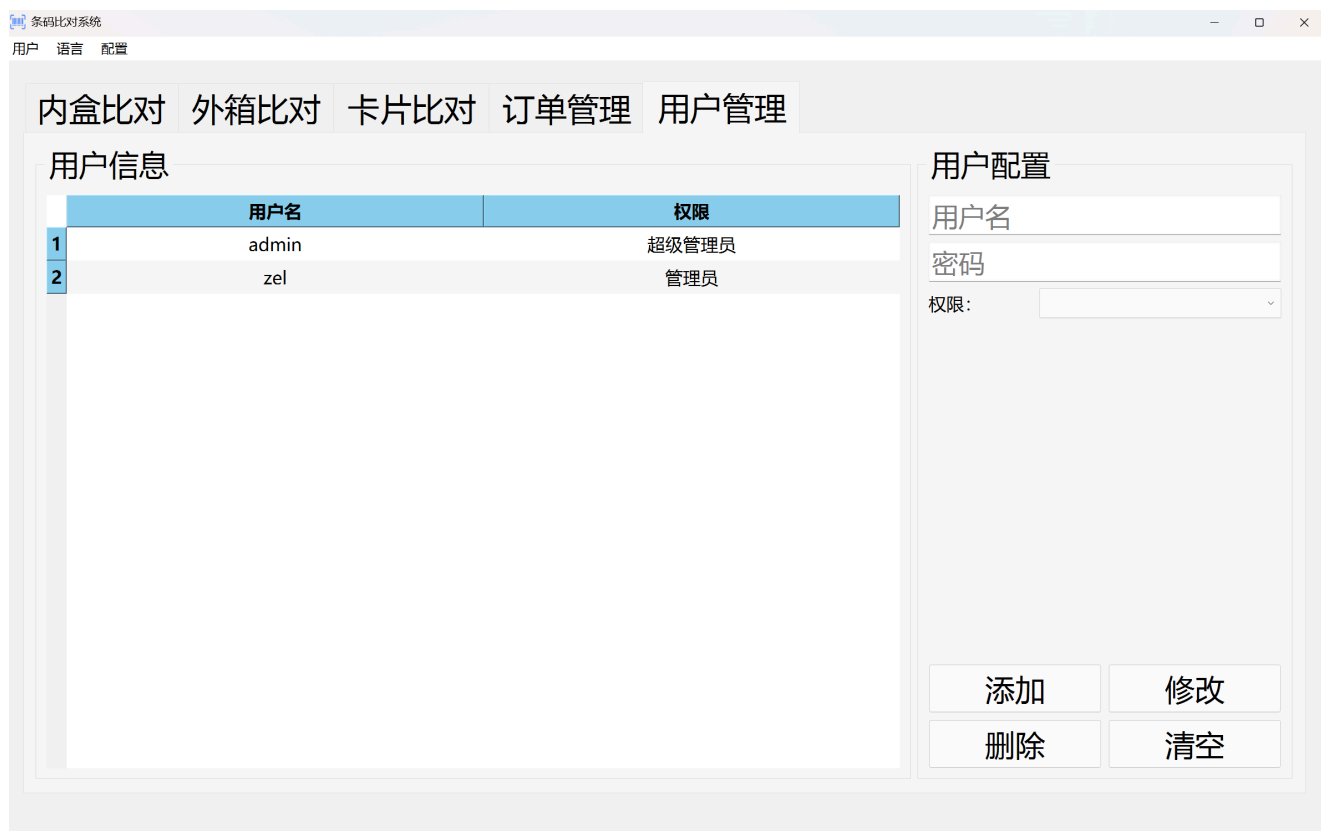 条码比对系统
用户 语言 配置
内盒比对 外箱比对 卡片比对 订单管理 用户管理
用户信息
用户名 权限
1 admin 超级管理员
2 zel 管理员
用户配置
用户名
密码
权限：
添加 修改
删除 清空